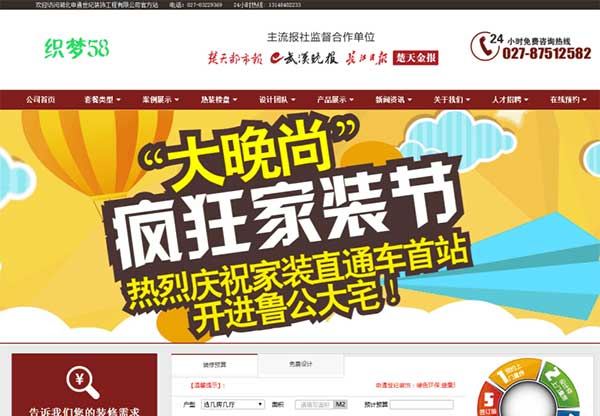 欢迎访问湖北申通世纪装饰工程有限公司官方站 电话:027-83229369 24小时热线: 13148402233
织梦58
主流报社监督合作单位
楚天都市报 武汉晚报 长江日报 楚天金报
24 小时免费咨询热线
027-87512582
公司首页 套餐类型 案例展示 热装楼盘 设计团队 产品展示 新闻资讯 关于我们 人才招聘 在线预约
“大晚尚”
疯狂家装节
热烈庆祝家装直通车首站
开进鲁公大宅！
¥
告诉我们您的装修需求
装修预算 免费设计
【温馨提示】: 申通世纪装饰：绿色环保,健康!
户型 选几房几厅 面积 填写面积 M2 预计预算
5